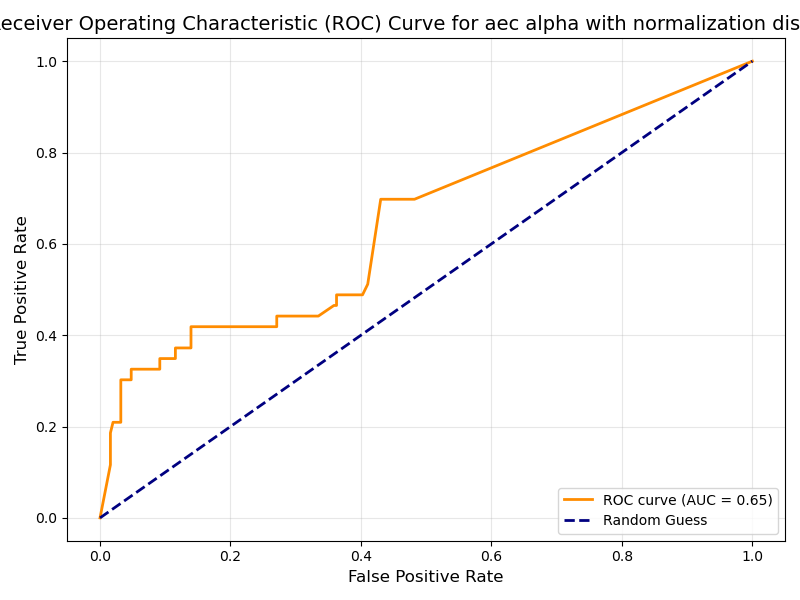 eceiver Operating Characteristic (ROC) Curve for aec alpha with normalization dis
1.0
0.8
0.6
0.4
0.2
0.0
True Positive Rate
0.0 0.2 0.4 0.6 0.8 1.0
False Positive Rate
ROC curve (AUC = 0.65)
Random Guess